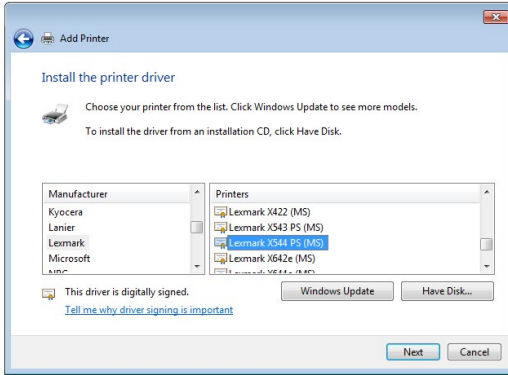 Add Printer
Install the printer driver
Choose your printer from the list. Click Windows Update to see more models.
To install the driver from an installation CD, click Have Disk.
Manufacturer
Kyocera
Lanier
Lexmark
Microsoft
Printers
Lexmark X422 (MS)
Lexmark X543 PS (MS)
Lexmark X544 PS (MS)
Lexmark X642e (MS)
This driver is digitally signed.
Tell me why driver signing is important
Windows Update
Have Disk...
Next
Cancel